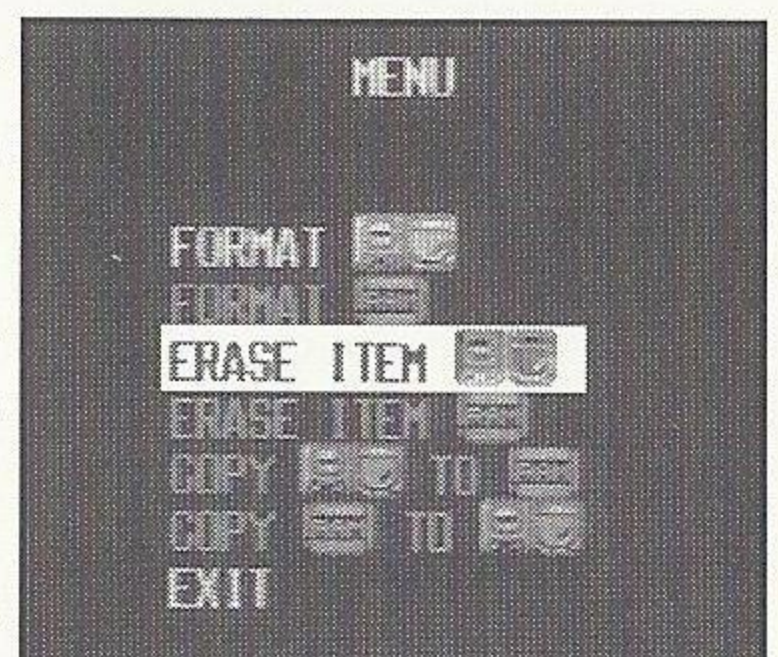 MENU
FORMAT
FORMAT
ERASE ITEM
ERASE ITEM
COPY TO
COPY TO
EXIT